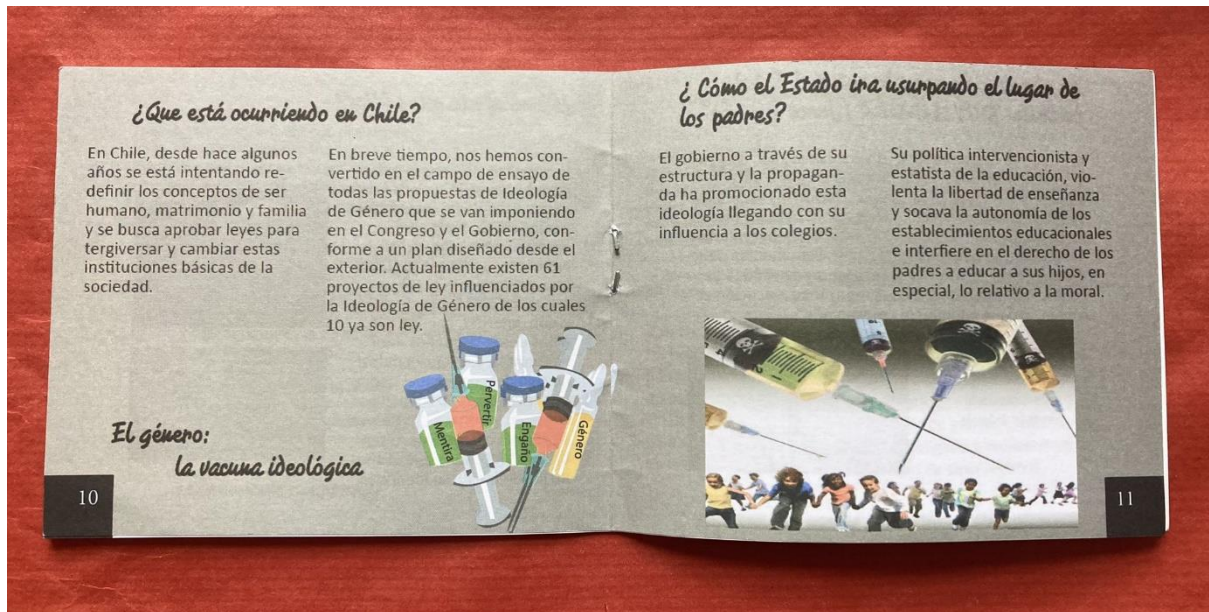 ¿Que está ocurriendo en Chile?
En Chile, desde hace algunos
años se está intentando re-
definir los conceptos de ser
humano, matrimonio y familia
y se busca aprobar leyes para
tergiversar y cambiar estas
instituciones básicas de la
sociedad.
En breve tiempo, nos hemos con-
vertido en el campo de ensayo de
todas las propuestas de Ideología
de Género que se van imponiendo
en el Congreso y el Gobierno, con-
forme a un plan diseñado desde el
exterior. Actualmente existen 61
proyectos de ley influenciados por
la Ideología de Género de los cuales
10 ya son ley.
Mentira
Pervertir
Engaño
Género
El género:
la vacuna ideológica
10
¿ Cómo el Estado ira usurpando el lugar de
los padres?
El gobierno a través de su
estructura y la propagan-
da ha promocionado esta
ideología llegando con su
influencia a los colegios.
Su política intervencionista y
estatista de la educación, vio-
lenta la libertad de enseñanza
y socava la autonomía de los
establecimientos educacionales
e interfiere en el derecho de los
padres a educar a sus hijos, en
especial, lo relativo a la moral.
11